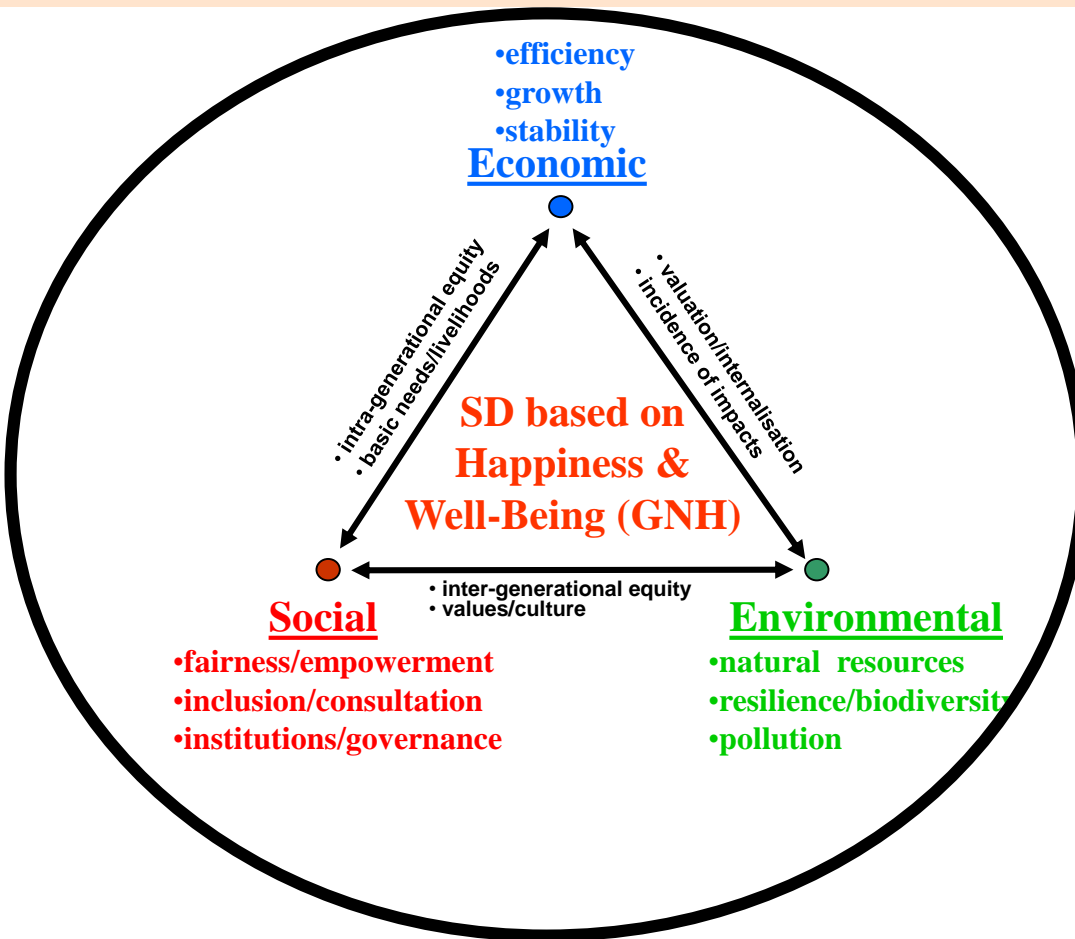 •efficiency
•growth
•stability
Economic
• intra-generational equity
• basic needs/livelihoods
• valuation/internalisation
• incidence of impacts
SD based on
Happiness &
Well-Being (GNH)
• inter-generational equity
• values/culture
Social
•fairness/empowerment
•inclusion/consultation
•institutions/governance
Environmental
•natural resources
•resilience/biodiversity
•pollution